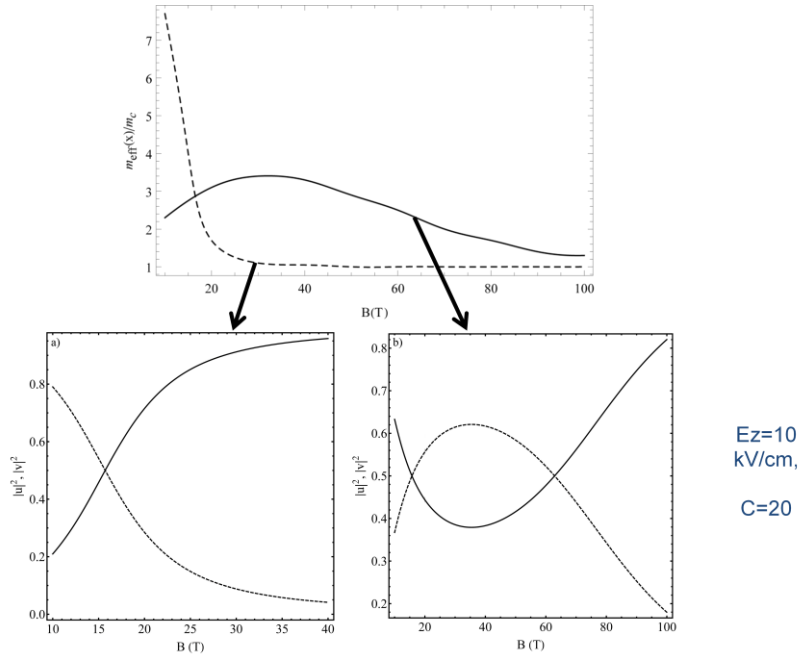 7
6
5
4
3
2
1
m_eff(x)/m_c
20 40 60 80 100
B(T)
a)
0.8
0.6
0.4
0.2
0.0
|u|², |v|²
10 15 20 25 30 35 40
B (T)
b)
0.8
0.7
0.6
0.5
0.4
0.3
0.2
|u|², |v|²
20 40 60 80 100
B (T)
Ez=10
kV/cm,
C=20